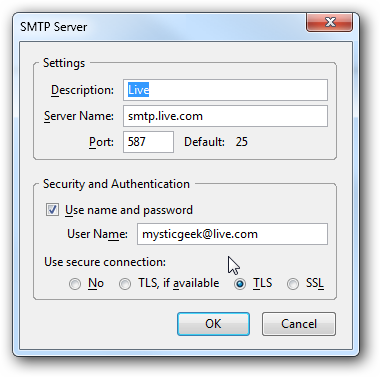 SMTP Server
Settings
Description: Live
Server Name: smtp.live.com
Port: 587 Default: 25
Security and Authentication
Use name and password
User Name: mysticgeek@live.com
Use secure connection:
No TLS, if available TLS SSL
OK Cancel